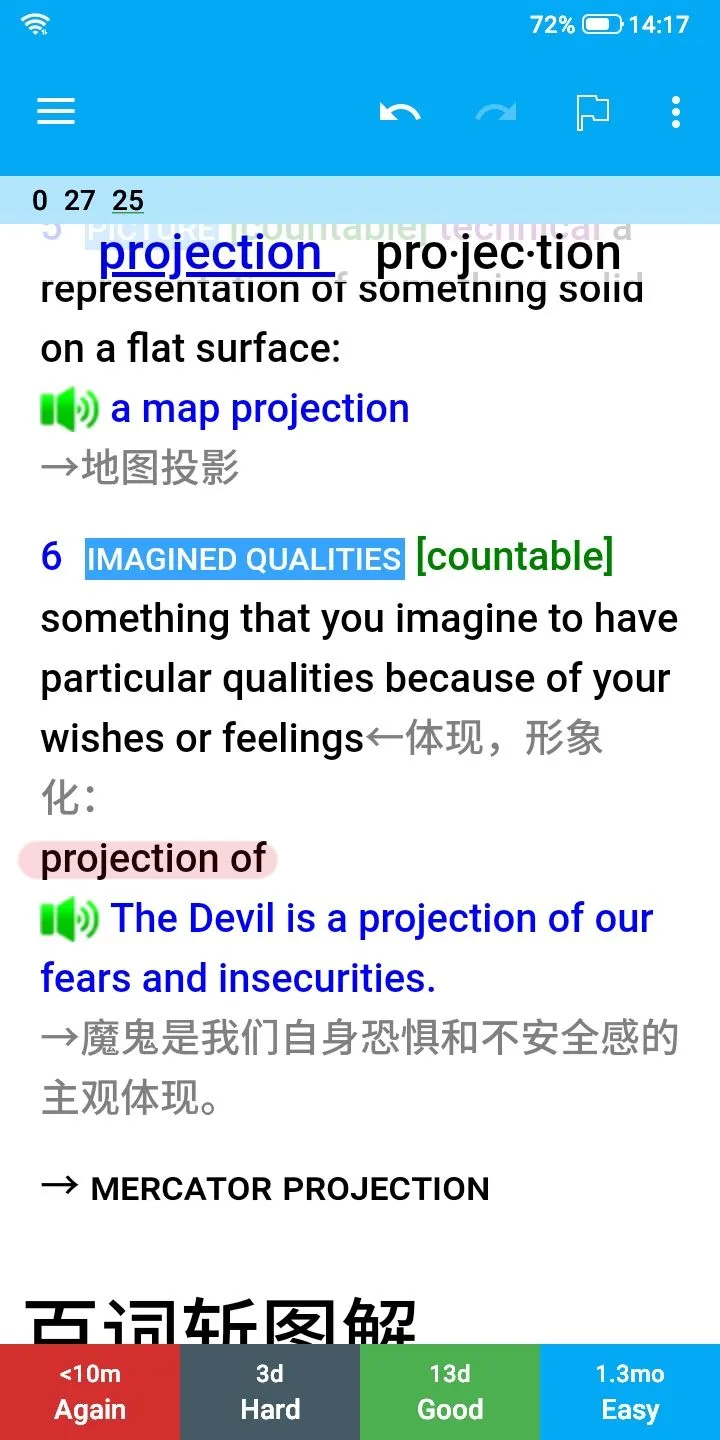 72% 14:17
0 27 25
5 PICTURE [countable] technical a
projection pro·jec·tion
representation of something solid
on a flat surface:
a map projection
→地图投影
6 IMAGINED QUALITIES [countable]
something that you imagine to have
particular qualities because of your
wishes or feelings←体现，形象
化：
projection of
The Devil is a projection of our
fears and insecurities.
→魔鬼是我们自身恐惧和不安全感的
主观体现。
→ MERCATOR PROJECTION
百词斩图解
<10m 3d 13d 1.3mo
Again Hard Good Easy